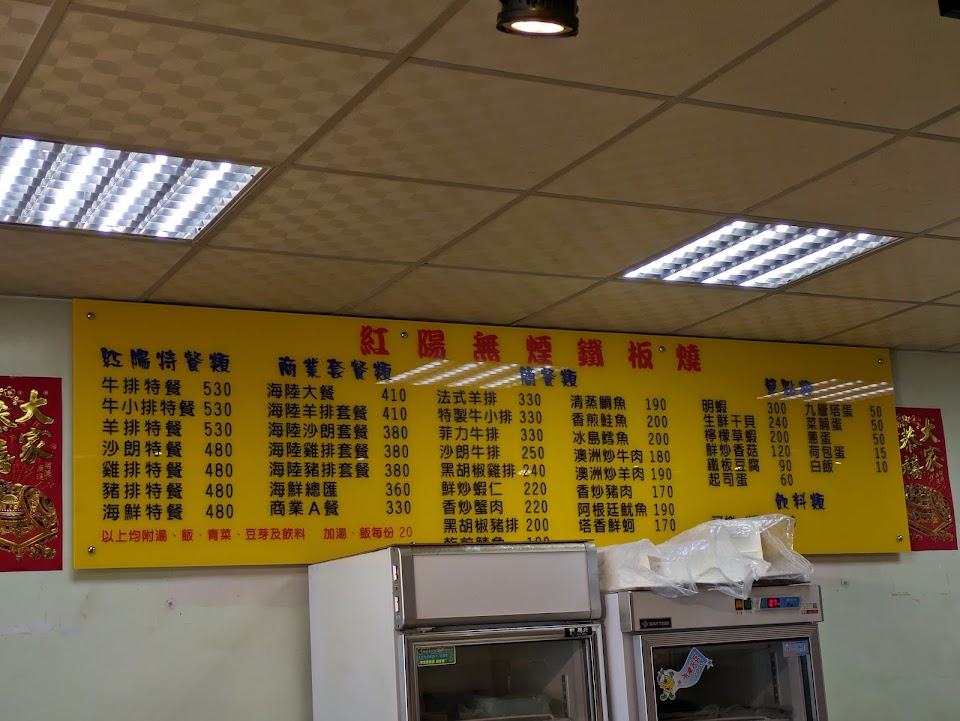 紅陽無煙鐵板燒
紅陽特餐類
牛排特餐 530
牛小排特餐 530
羊排特餐 530
沙朗特餐 480
雞排特餐 480
豬排特餐 480
海鮮特餐 480
以上均附湯、飯、青菜、豆芽及飲料 加湯、飯每份 20
商業套餐類
海陸大餐 410
海陸羊排套餐 410
海陸沙朗套餐 380
海陸雞排套餐 380
海陸豬排套餐 380
海鮮總匯 360
商業A餐 330
簡餐類
法式羊排 330
特製牛小排 330
菲力牛排 330
沙朗牛排 250
黑胡椒雞排 240
鮮炒蝦仁 220
香炒蟹肉 220
黑胡椒豬排 200
清蒸鯛魚 190
香煎鮭魚 200
冰島鱈魚 200
澳洲炒牛肉 180
澳洲炒羊肉 190
香炒豬肉 170
阿根廷魷魚 190
塔香鮮蚵 170
明蝦 300
生鮮干貝 240
檸檬草蝦 200
鮮炒香菇 120
鐵板豆腐 90
起司蛋 60
九層塔蛋 50
菜脯蛋 50
蔥蛋 50
荷包蛋 15
白飯 10
飲料類
大家